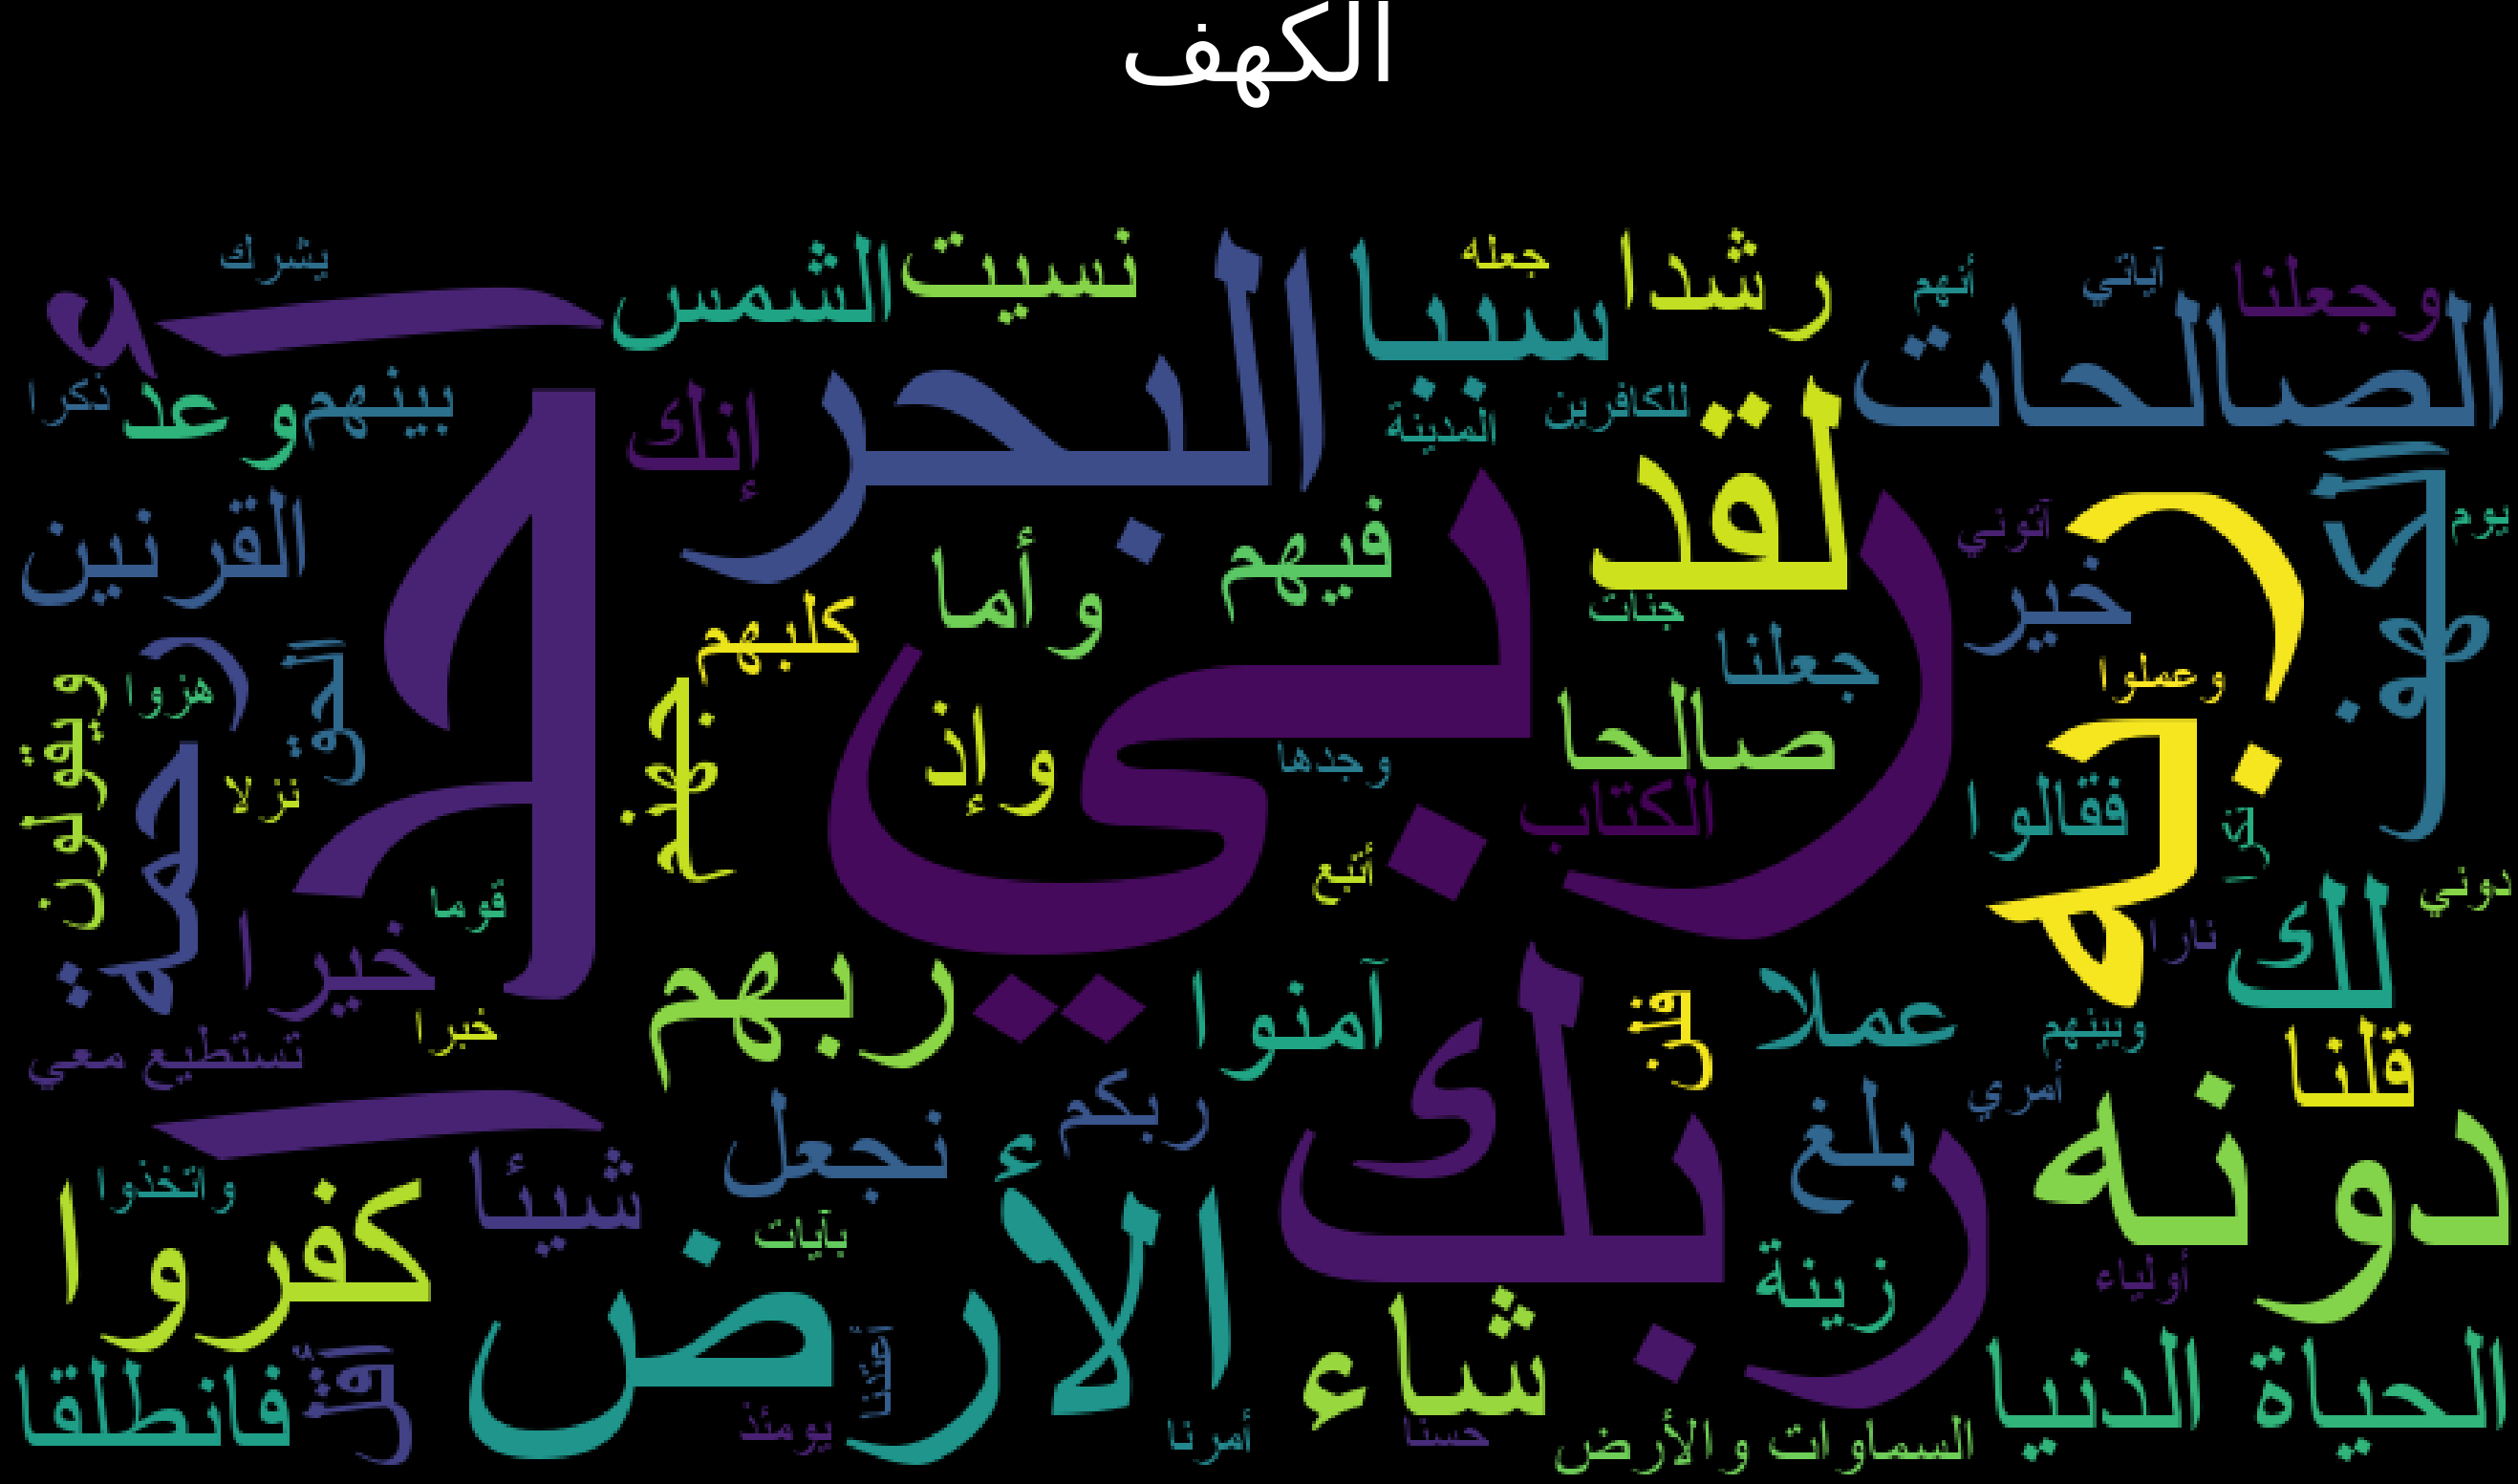 الكهف
يشرك
الشمس
نسيت
البحر
سببا
جعله
رشدا
أنهم
آياتي
وجعلنا
الصالحات
ذكرا
وعد
بينهم
إنك
المدينة
للكافرين
لقد
القرنين
وأما
فيهم
ربي
آتوني
خير
يوم
كلبهم
جنات
جعلنا
وعملوا
ويقولون
هزوا
الحق
نزلا
رحمة
جهنم
وإذ
وجدها
صالحا
الكتاب
فقالوا
أتبع
قوما
خيرا
خبرا
تستطيع معي
ربهم
آمنوا
فلن
عملا
نارا
لك
دوني
وبينهم
قلنا
أمري
ربكم
نجعل
شيئا
واتخذوا
كفروا
بآيات
الأرض
ربك
بلغ
زينة
دونه
أولياء
شاء
فانطلقا
يومئذ
أعتدنا
أمرنا
حسنا
السماوات والأرض
الحياة الدنيا